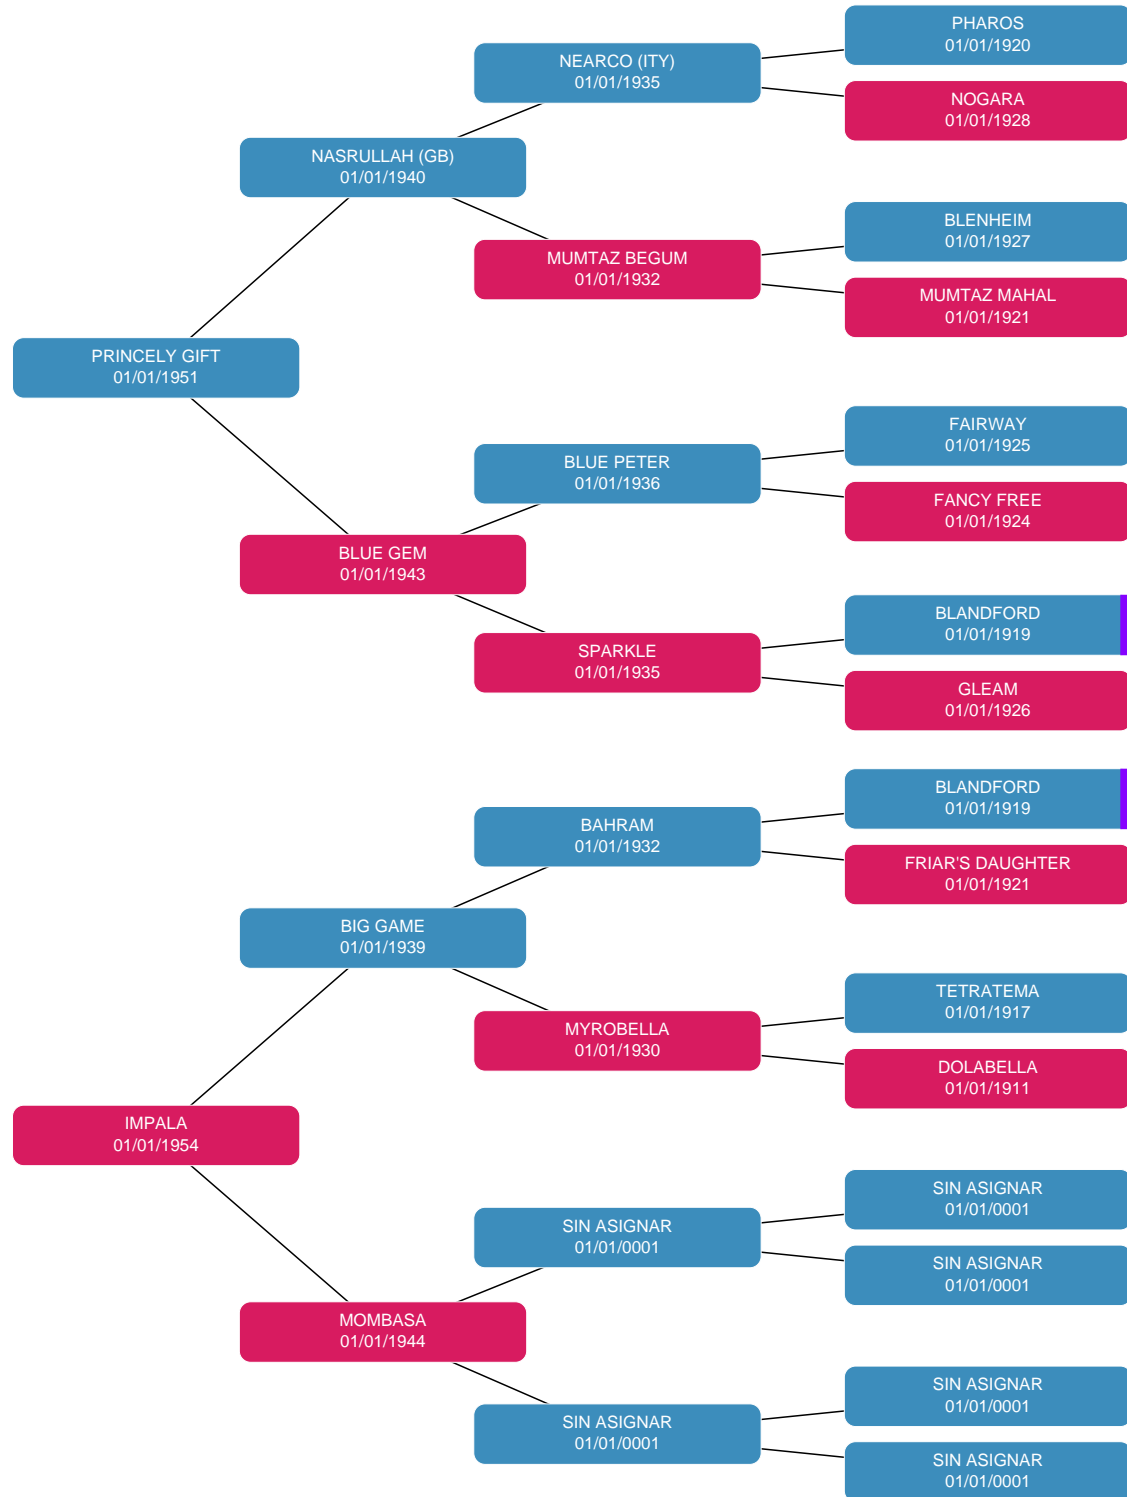 PHAROS
01/01/1920
NEARCO (ITY)
01/01/1935
NOGARA
01/01/1928
NASRULLAH (GB)
01/01/1940
BLENHEIM
01/01/1927
MUMTAZ BEGUM
01/01/1932
MUMTAZ MAHAL
01/01/1921
PRINCELY GIFT
01/01/1951
FAIRWAY
01/01/1925
BLUE PETER
01/01/1936
FANCY FREE
01/01/1924
BLUE GEM
01/01/1943
BLANDFORD
01/01/1919
SPARKLE
01/01/1935
GLEAM
01/01/1926
BLANDFORD
01/01/1919
BAHRAM
01/01/1932
FRIAR'S DAUGHTER
01/01/1921
BIG GAME
01/01/1939
TETRATEMA
01/01/1917
MYROBELLA
01/01/1930
DOLABELLA
01/01/1911
IMPALA
01/01/1954
SIN ASIGNAR
01/01/0001
SIN ASIGNAR
01/01/0001
SIN ASIGNAR
01/01/0001
MOMBASA
01/01/1944
SIN ASIGNAR
01/01/0001
SIN ASIGNAR
01/01/0001
SIN ASIGNAR
01/01/0001